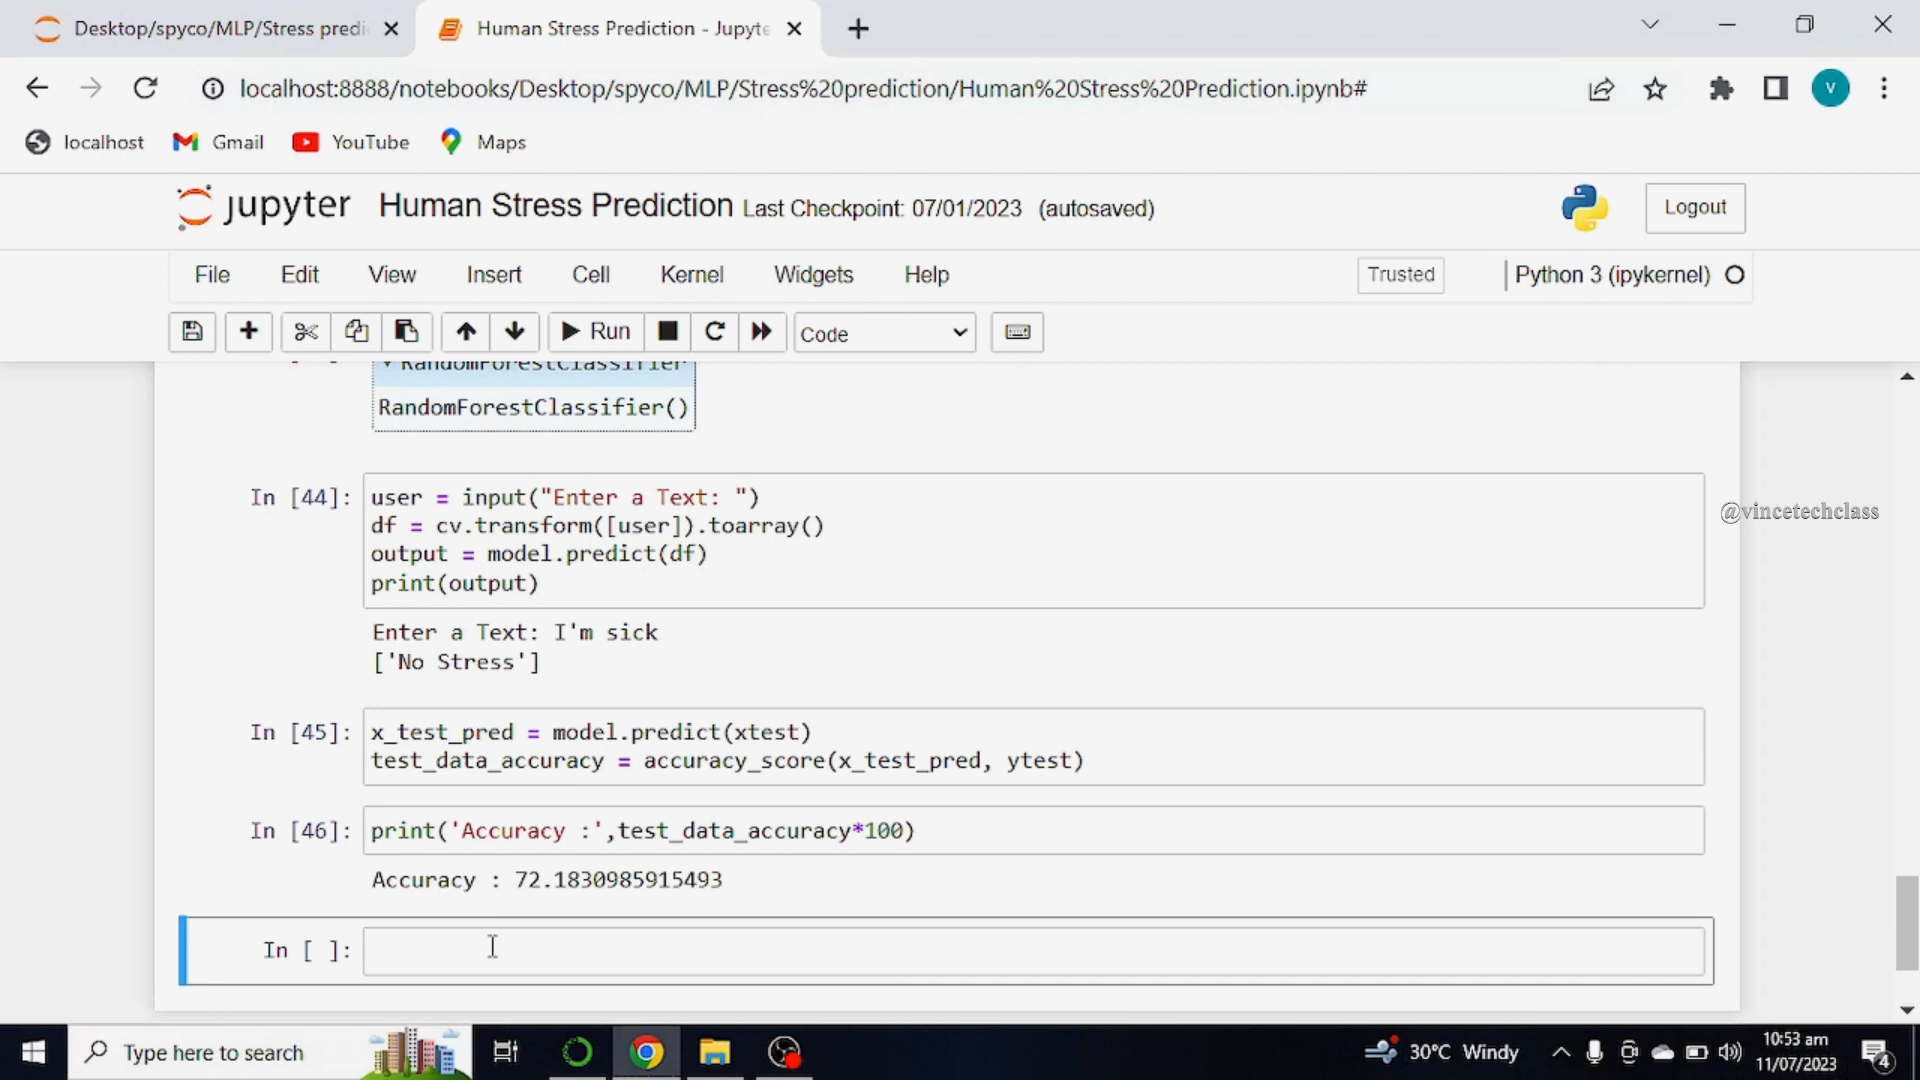 Desktop/spyco/MLP/Stress predi
Human Stress Prediction - Jupyte
localhost:8888/notebooks/Desktop/spyco/MLP/Stress%20prediction/Human%20Stress%20Prediction.ipynb#
V
localhost
Gmail
YouTube
Maps
jupyter
Human Stress Prediction Last Checkpoint: 07/01/2023 (autosaved)
Logout
File
Edit
View
Insert
Cell
Kernel
Widgets
Help
Trusted
Python 3 (ipykernel)
Run
Code
RandomForestClassifier
RandomForestClassifier()
In [44]:
user = input("Enter a Text: ")
df = cv.transform([user]).toarray()
output = model.predict(df)
print(output)
@vincetechclass
Enter a Text: I'm sick
['No Stress']
In [45]:
x_test_pred = model.predict(xtest)
test_data_accuracy = accuracy_score(x_test_pred, ytest)
In [46]:
print('Accuracy :',test_data_accuracy*100)
Accuracy : 72.1830985915493
In [ ]:
Type here to search
30°C Windy
10:53 am
11/07/2023
4